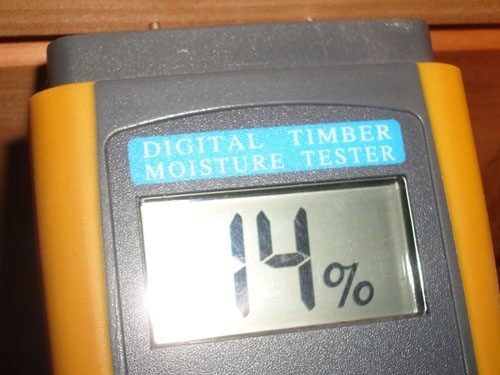 DIGITAL TIMBER
MOISTURE TESTER
14%